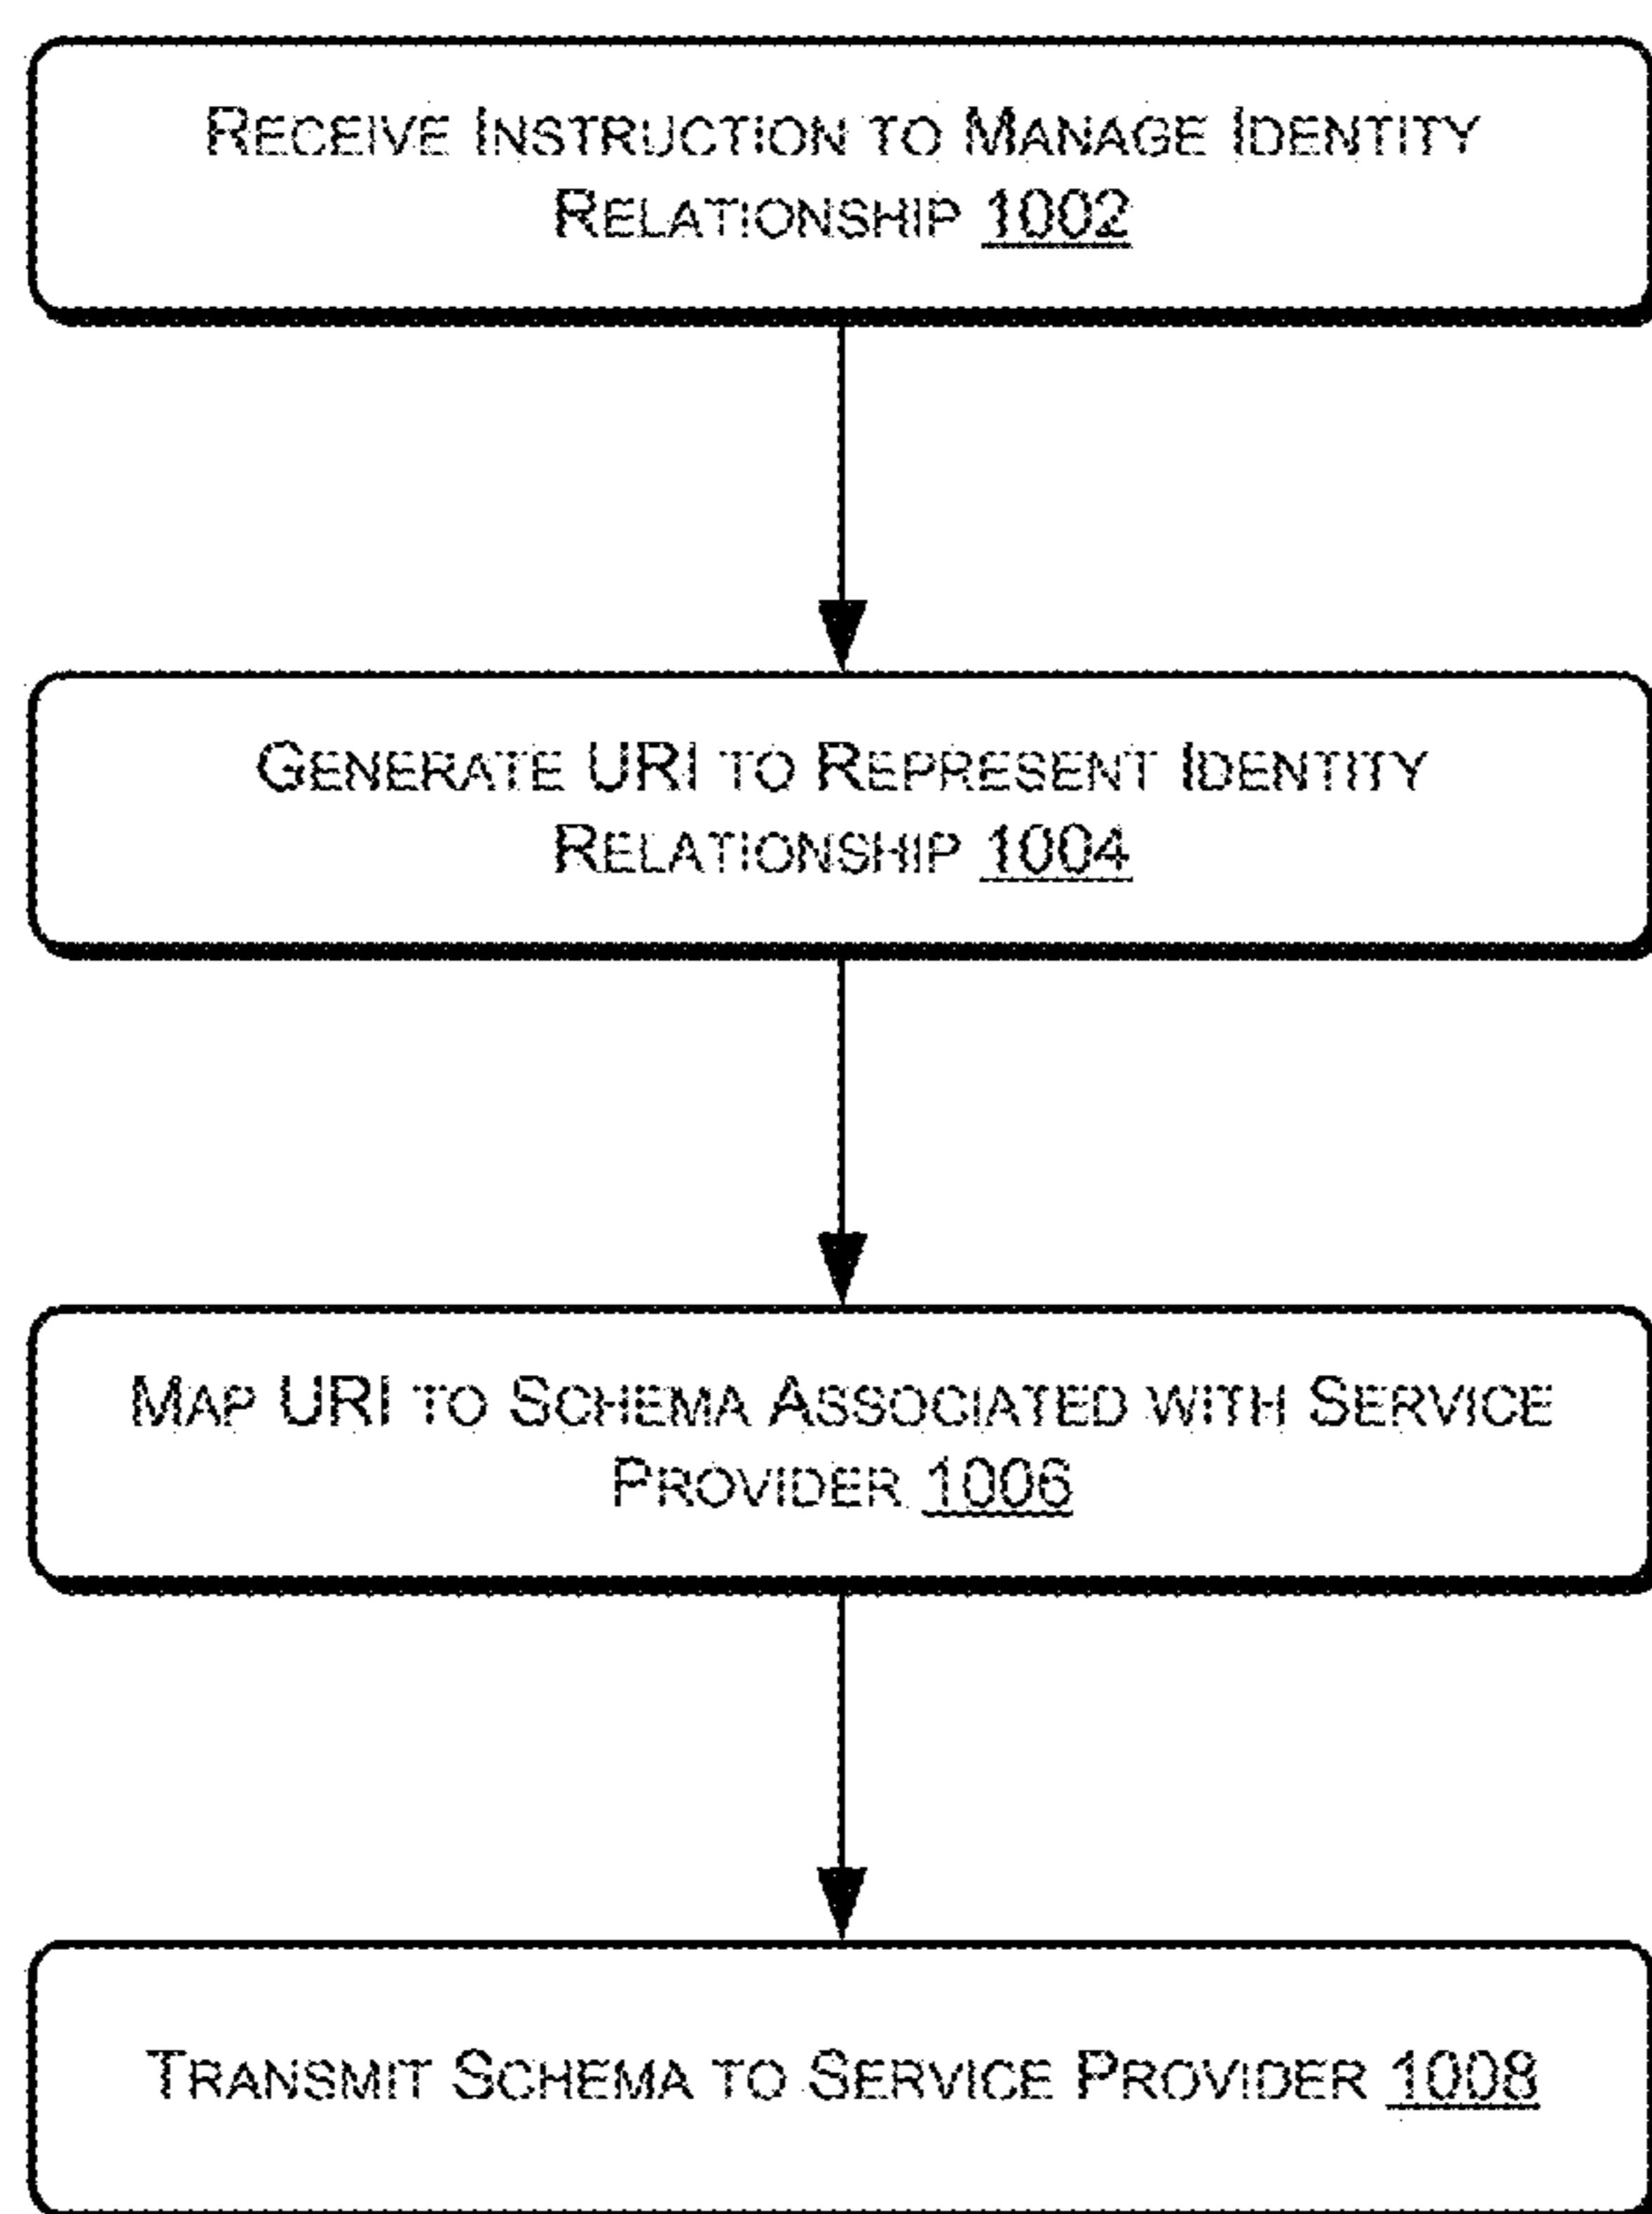 RECEIVE INSTRUCTION TO MANAGE IDENTITY
RELATIONSHIP 1002
GENERATE URI TO REPRESENT IDENTITY
RELATIONSHIP 1004
MAP URI TO SCHEMA ASSOCIATED WITH SERVICE
PROVIDER 1006
TRANSMIT SCHEMA TO SERVICE PROVIDER 1008